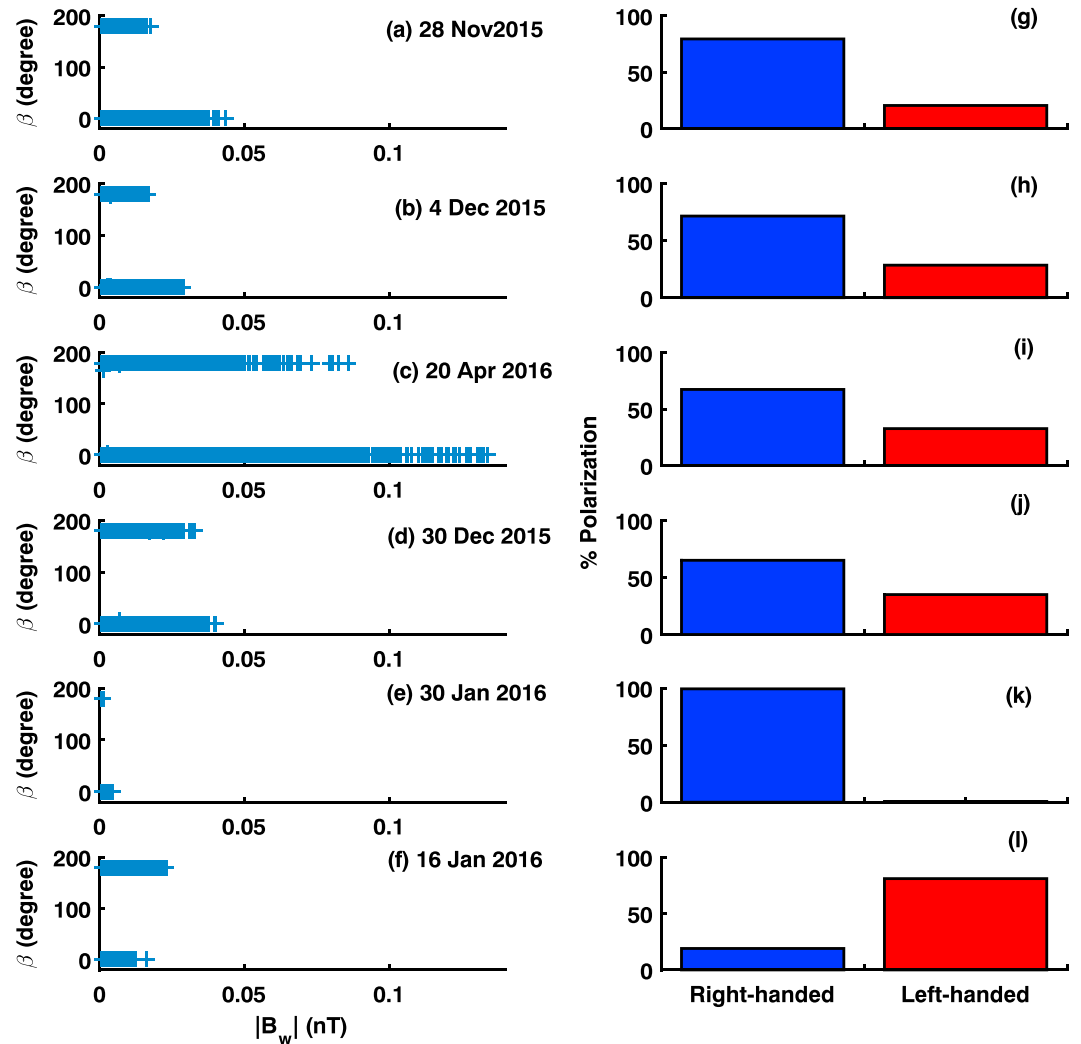 200
100
0
β (degree)
0
0.05
0.1
(a) 28 Nov2015
200
100
0
β (degree)
0
0.05
0.1
(b) 4 Dec 2015
200
100
0
β (degree)
0
0.05
0.1
(c) 20 Apr 2016
200
100
0
β (degree)
0
0.05
0.1
(d) 30 Dec 2015
200
100
0
β (degree)
0
0.05
0.1
(e) 30 Jan 2016
200
100
0
β (degree)
0
0.05
0.1
(f) 16 Jan 2016
|B_w| (nT)
% Polarization
100
50
0
(g)
100
50
0
(h)
100
50
0
(i)
100
50
0
(j)
100
50
0
(k)
100
50
0
(l)
Right-handed
Left-handed